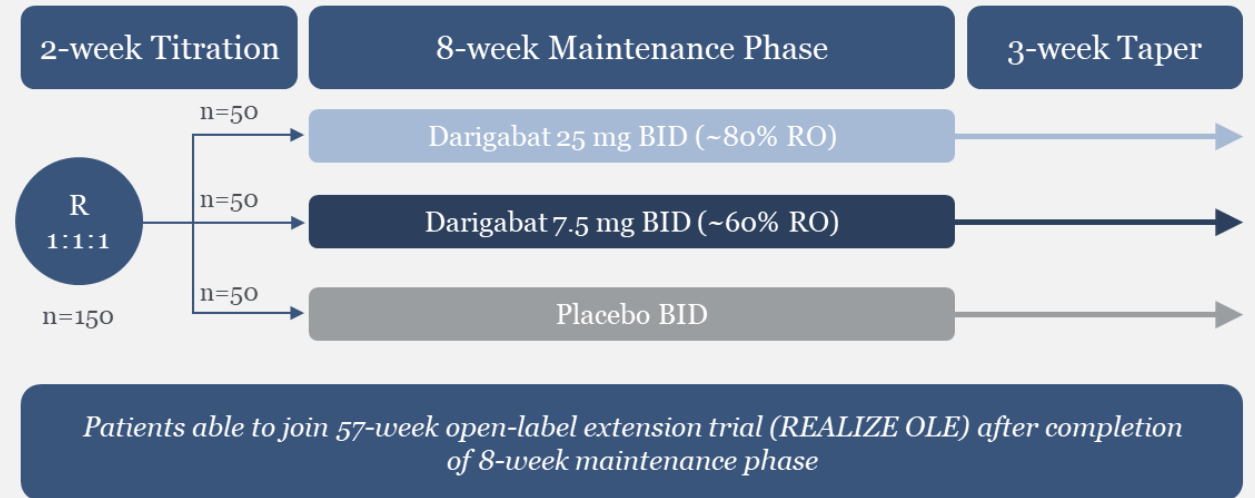 2-week Titration
8-week Maintenance Phase
3-week Taper
n=50
Darigabat 25 mg BID (~80% RO)
R
1:1:1
n=150
n=50
Darigabat 7.5 mg BID (~60% RO)
n=50
Placebo BID
Patients able to join 57-week open-label extension trial (REALIZE OLE) after completion
of 8-week maintenance phase